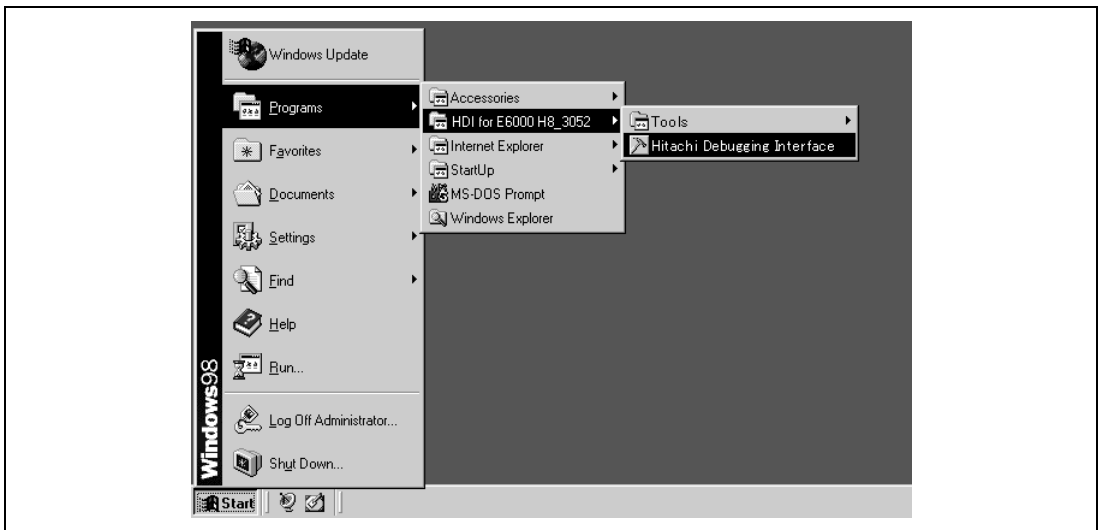 Windows Update
Programs
Favorites
Documents
Settings
Find
Help
Run...
Log Off Administrator...
Shut Down...
Windows98
Accessories
HDI for E6000 H8_3052
Internet Explorer
StartUp
MS-DOS Prompt
Windows Explorer
Tools
Hitachi Debugging Interface
Start